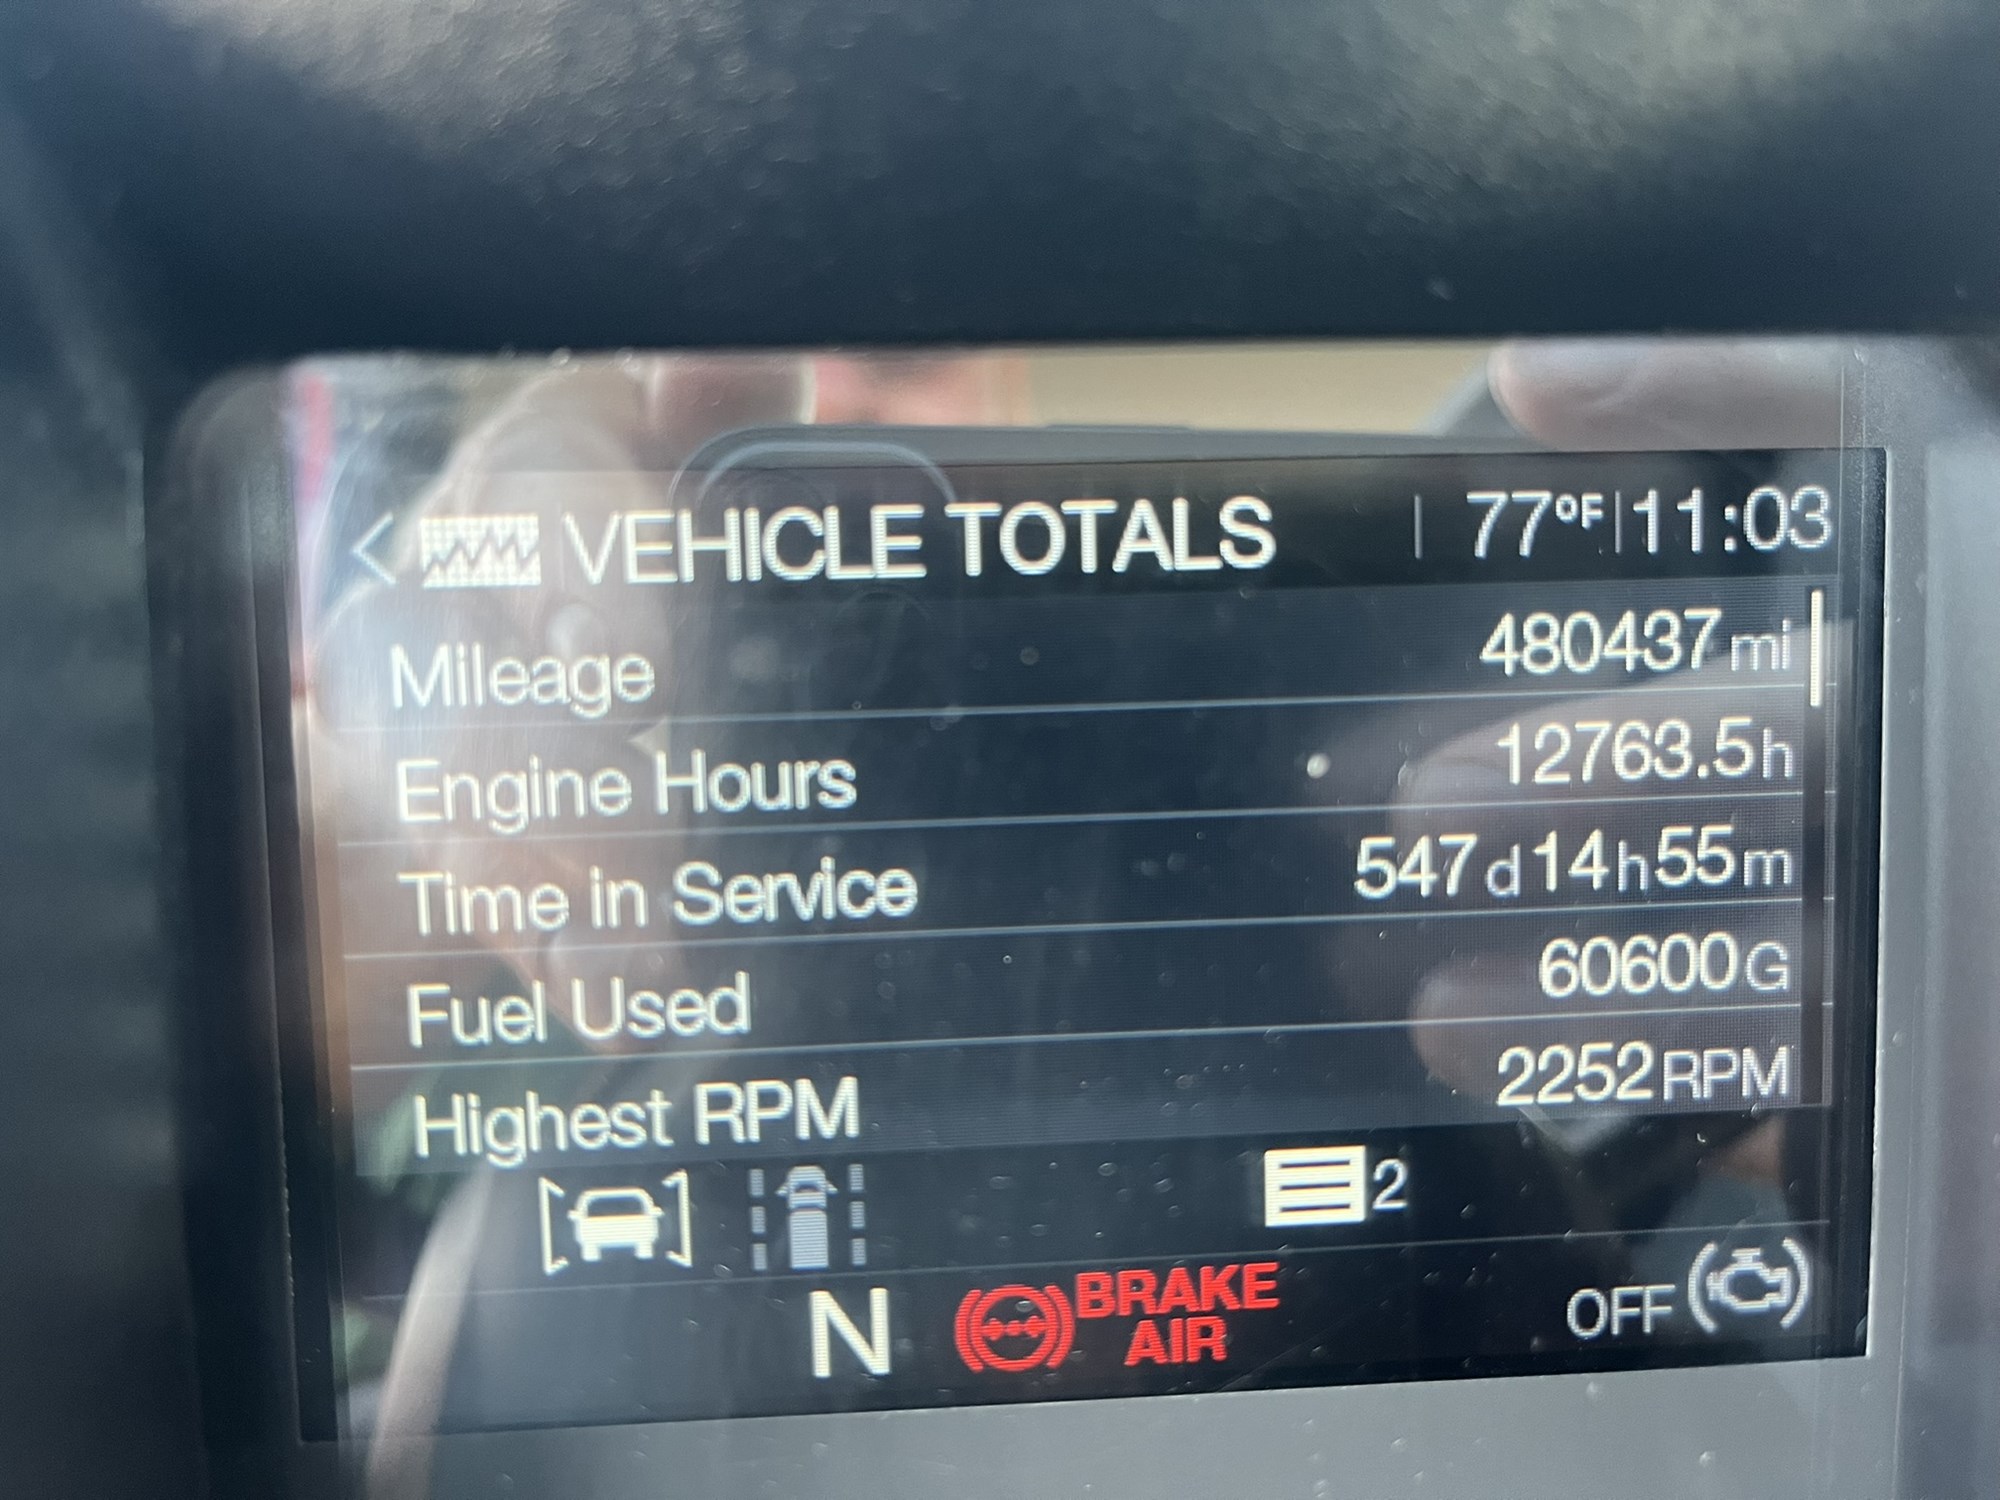 VEHICLE TOTALS 77°F 11:03
Mileage 480437 mi
Engine Hours 12763.5 h
Time in Service 547 d 14 h 55 m
Fuel Used 60600 G
Highest RPM 2252 RPM
2
N BRAKE AIR OFF